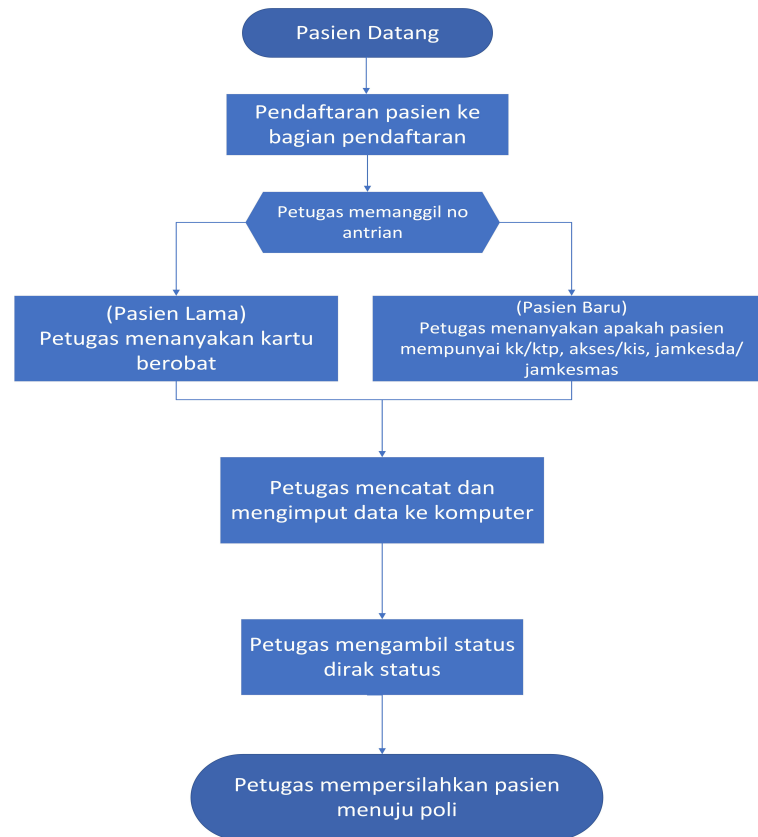 Pasien Datang
Pendaftaran pasien ke
bagian pendaftaran
Petugas memanggil no
antrian
(Pasien Lama)
Petugas menanyakan kartu
berobat
(Pasien Baru)
Petugas menanyakan apakah pasien
mempunyai kk/ktp, akses/kis, jamkesda/
jamkesmas
Petugas mencatat dan
mengimput data ke komputer
Petugas mengambil status
dirak status
Petugas mempersilahkan pasien
menuju poli